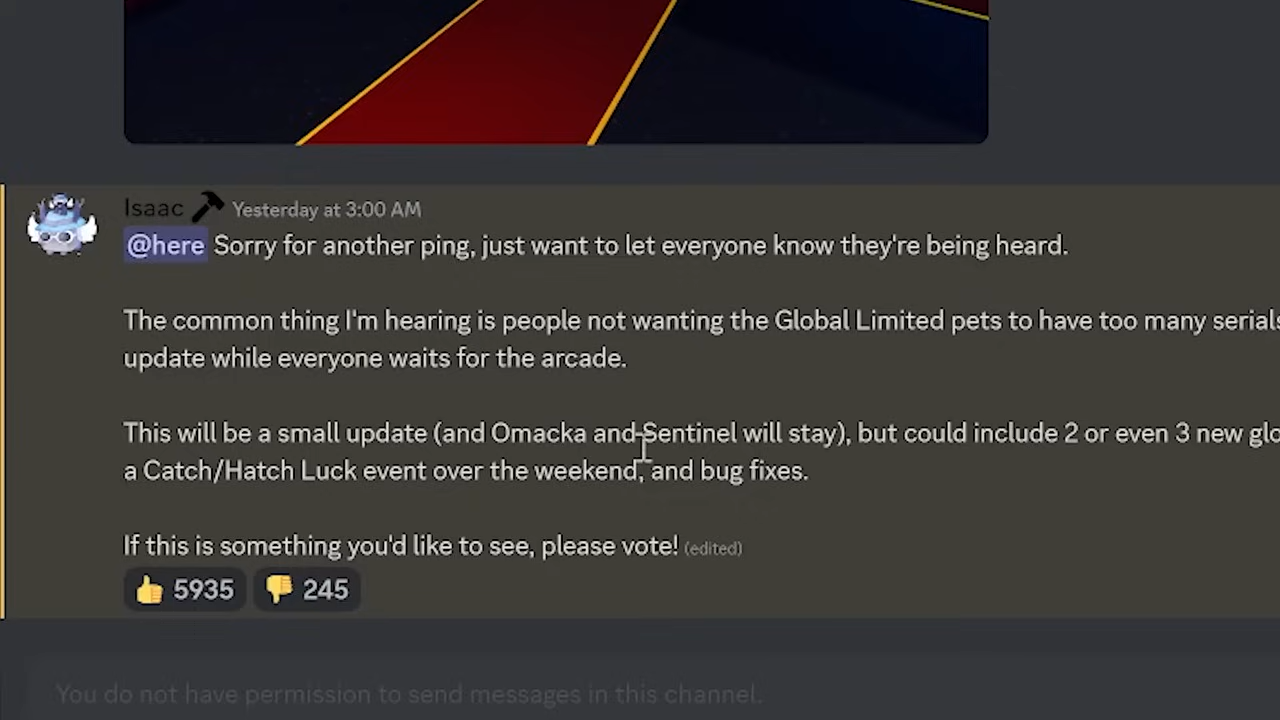 Isaac Yesterday at 3:00 AM
@here Sorry for another ping, just want to let everyone know they're being heard.
The common thing I'm hearing is people not wanting the Global Limited pets to have too many serials
update while everyone waits for the arcade.
This will be a small update (and Omacka and Sentinel will stay), but could include 2 or even 3 new glo
a Catch/Hatch Luck event over the weekend, and bug fixes.
If this is something you'd like to see, please vote! (edited)
👍 5935 👎 245
You do not have permission to send messages in this channel.